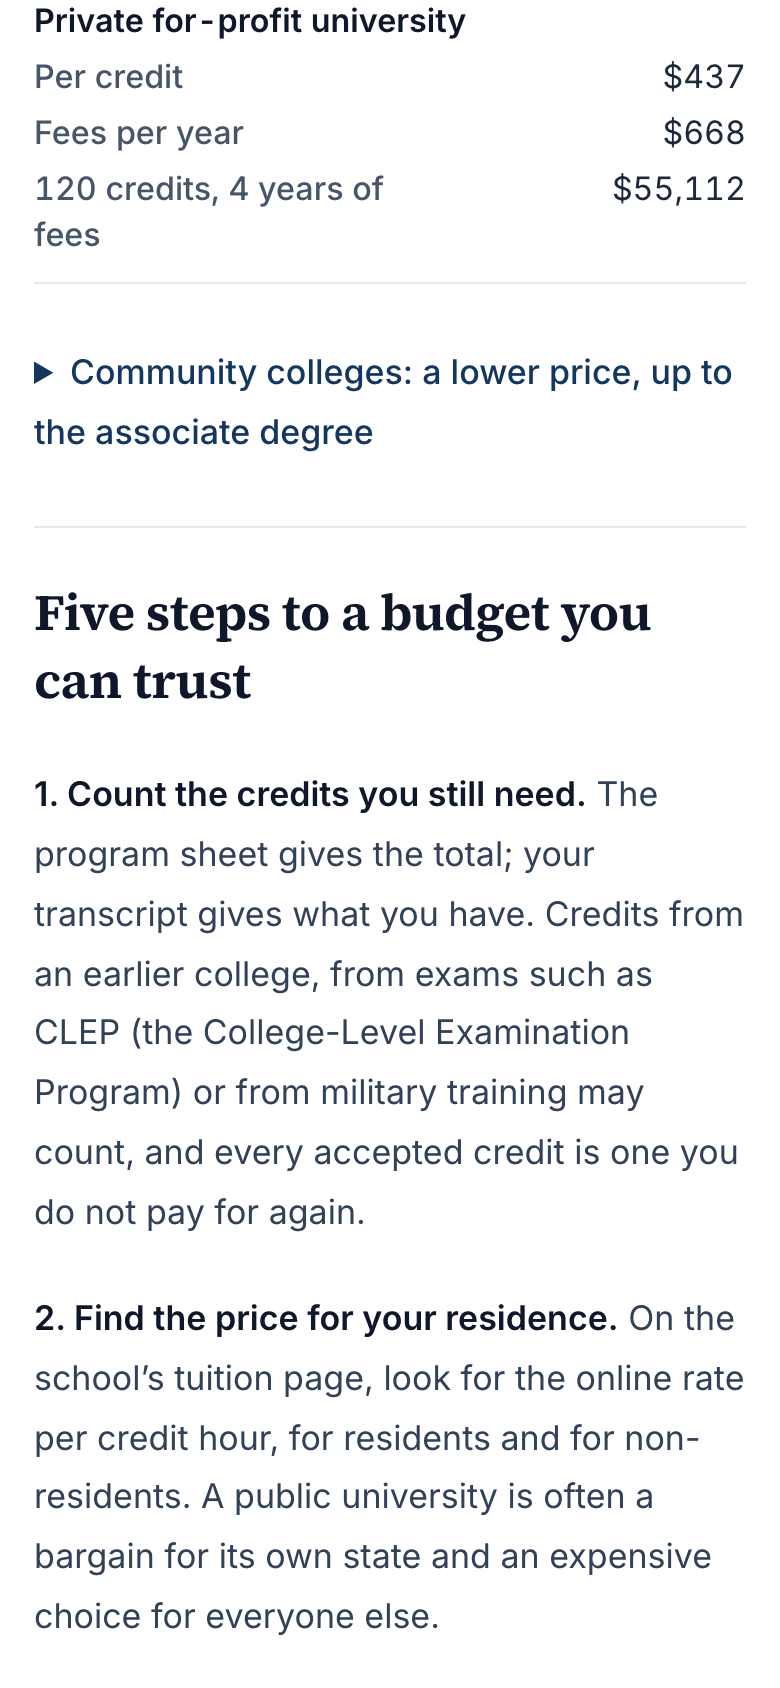 Private for-profit university
Per credit $437
Fees per year $668
120 credits, 4 years of $55,112
fees
▶ Community colleges: a lower price, up to
the associate degree
Five steps to a budget you
can trust
1. Count the credits you still need. The
program sheet gives the total; your
transcript gives what you have. Credits from
an earlier college, from exams such as
CLEP (the College-Level Examination
Program) or from military training may
count, and every accepted credit is one you
do not pay for again.
2. Find the price for your residence. On the
school’s tuition page, look for the online rate
per credit hour, for residents and for non-
residents. A public university is often a
bargain for its own state and an expensive
choice for everyone else.